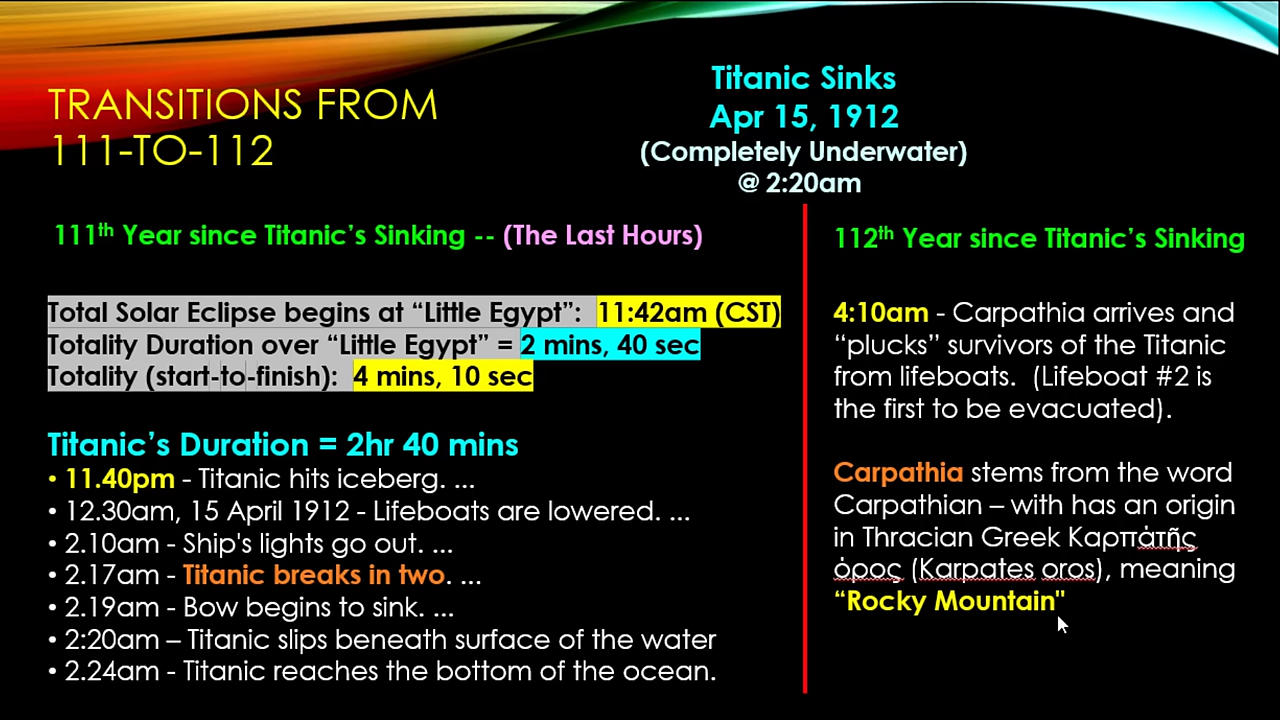 TRANSITIONS FROM
111-TO-112
Titanic Sinks
Apr 15, 1912
(Completely Underwater)
@ 2:20am
111th Year since Titanic’s Sinking -- (The Last Hours)
Total Solar Eclipse begins at “Little Egypt”: 11:42am (CST)
Totality Duration over “Little Egypt” = 2 mins, 40 sec
Totality (start-to-finish): 4 mins, 10 sec
Titanic’s Duration = 2hr 40 mins
• 11.40pm - Titanic hits iceberg. ...
• 12.30am, 15 April 1912 - Lifeboats are lowered. ...
• 2.10am - Ship's lights go out. ...
• 2.17am - Titanic breaks in two. ...
• 2.19am - Bow begins to sink. ...
• 2:20am – Titanic slips beneath surface of the water
• 2.24am - Titanic reaches the bottom of the ocean.
112th Year since Titanic’s Sinking
4:10am - Carpathia arrives and
“plucks” survivors of the Titanic
from lifeboats. (Lifeboat #2 is
the first to be evacuated).
Carpathia stems from the word
Carpathian – with has an origin
in Thracian Greek Καρπὰτῆς
ὀρος (Karpates oros), meaning
“Rocky Mountain"